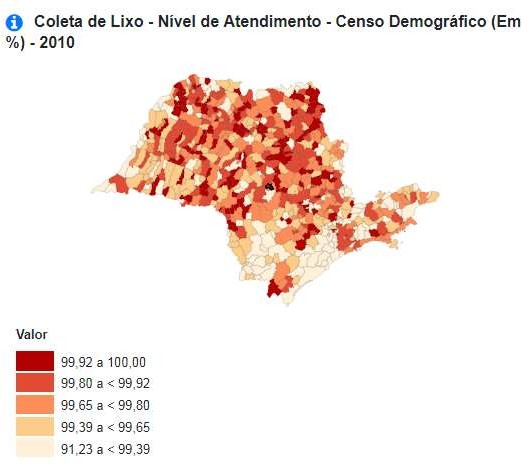 Coleta de Lixo - Nível de Atendimento - Censo Demográfico (Em
%) - 2010
Valor
99,92 a 100,00
99,80 a < 99,92
99,65 a < 99,80
99,39 a < 99,65
91,23 a < 99,39